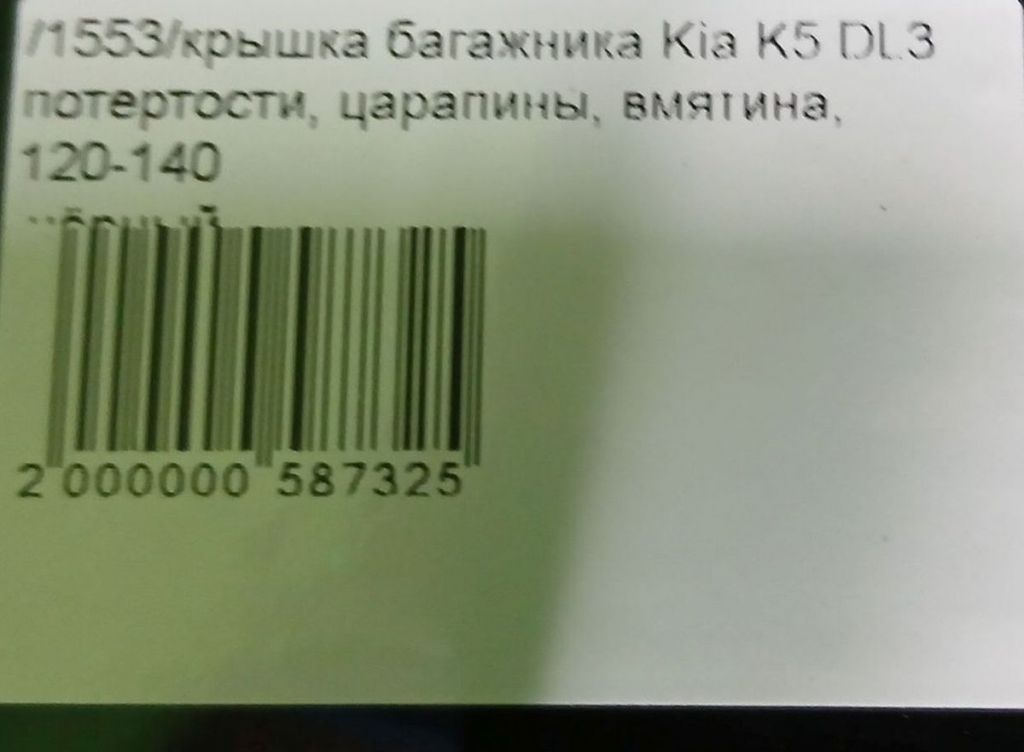 /1553/крышка багажника Kia K5 DL3
потертости, царапины, вмятина,
120-140
2 000000 587325